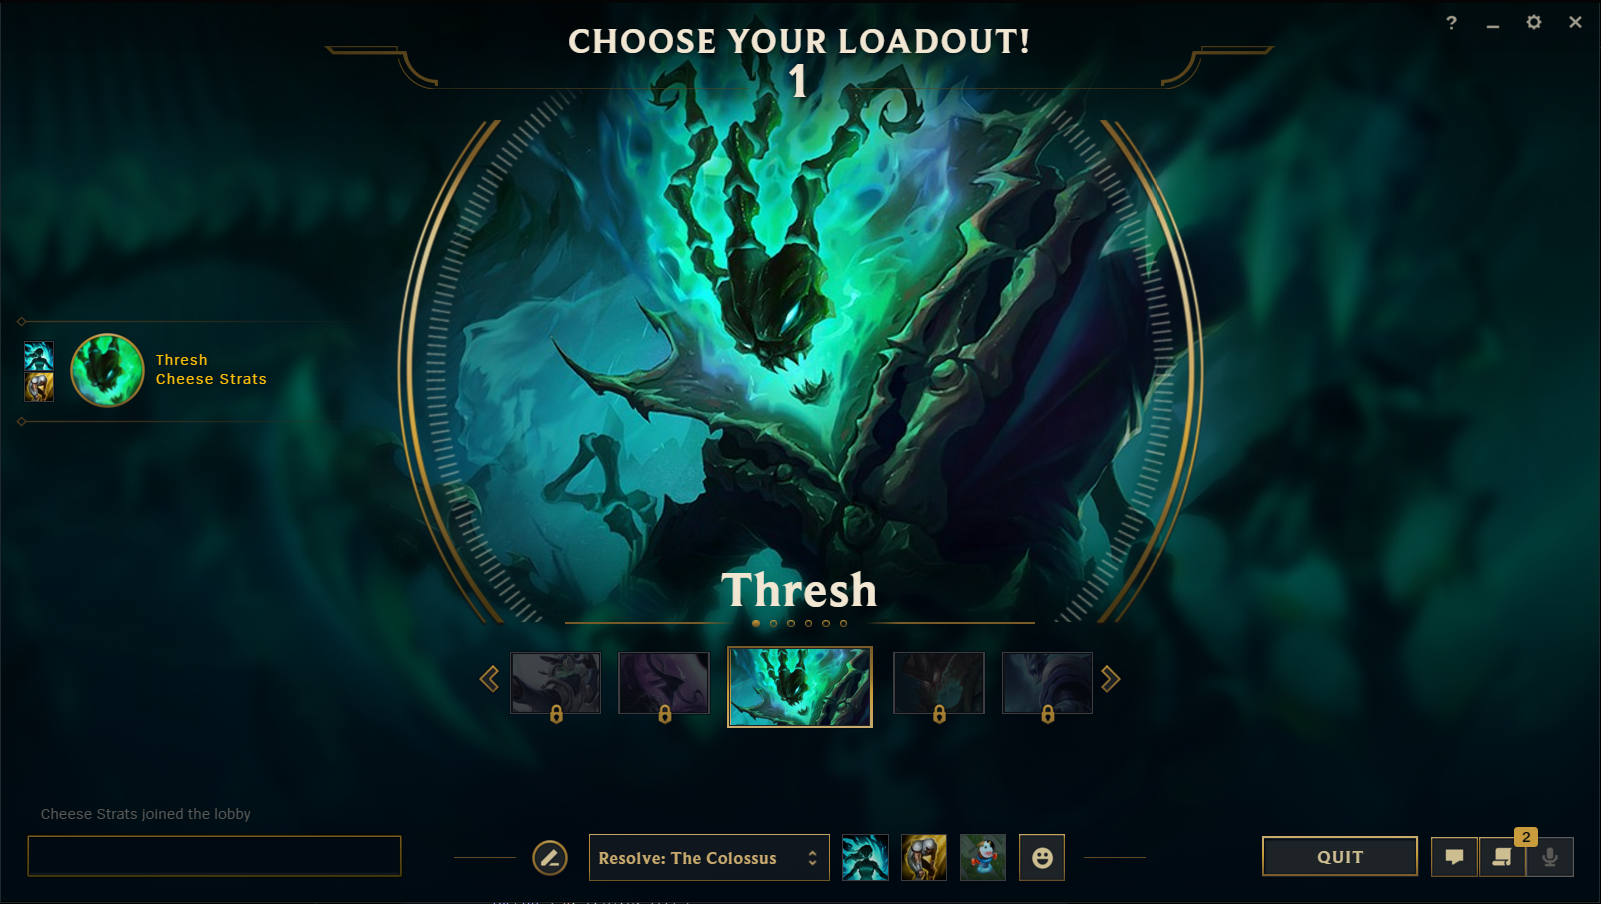 CHOOSE YOUR LOADOUT!
1
?
Thresh
Cheese Strats
Thresh
Cheese Strats joined the lobby
Resolve: The Colossus
QUIT
2